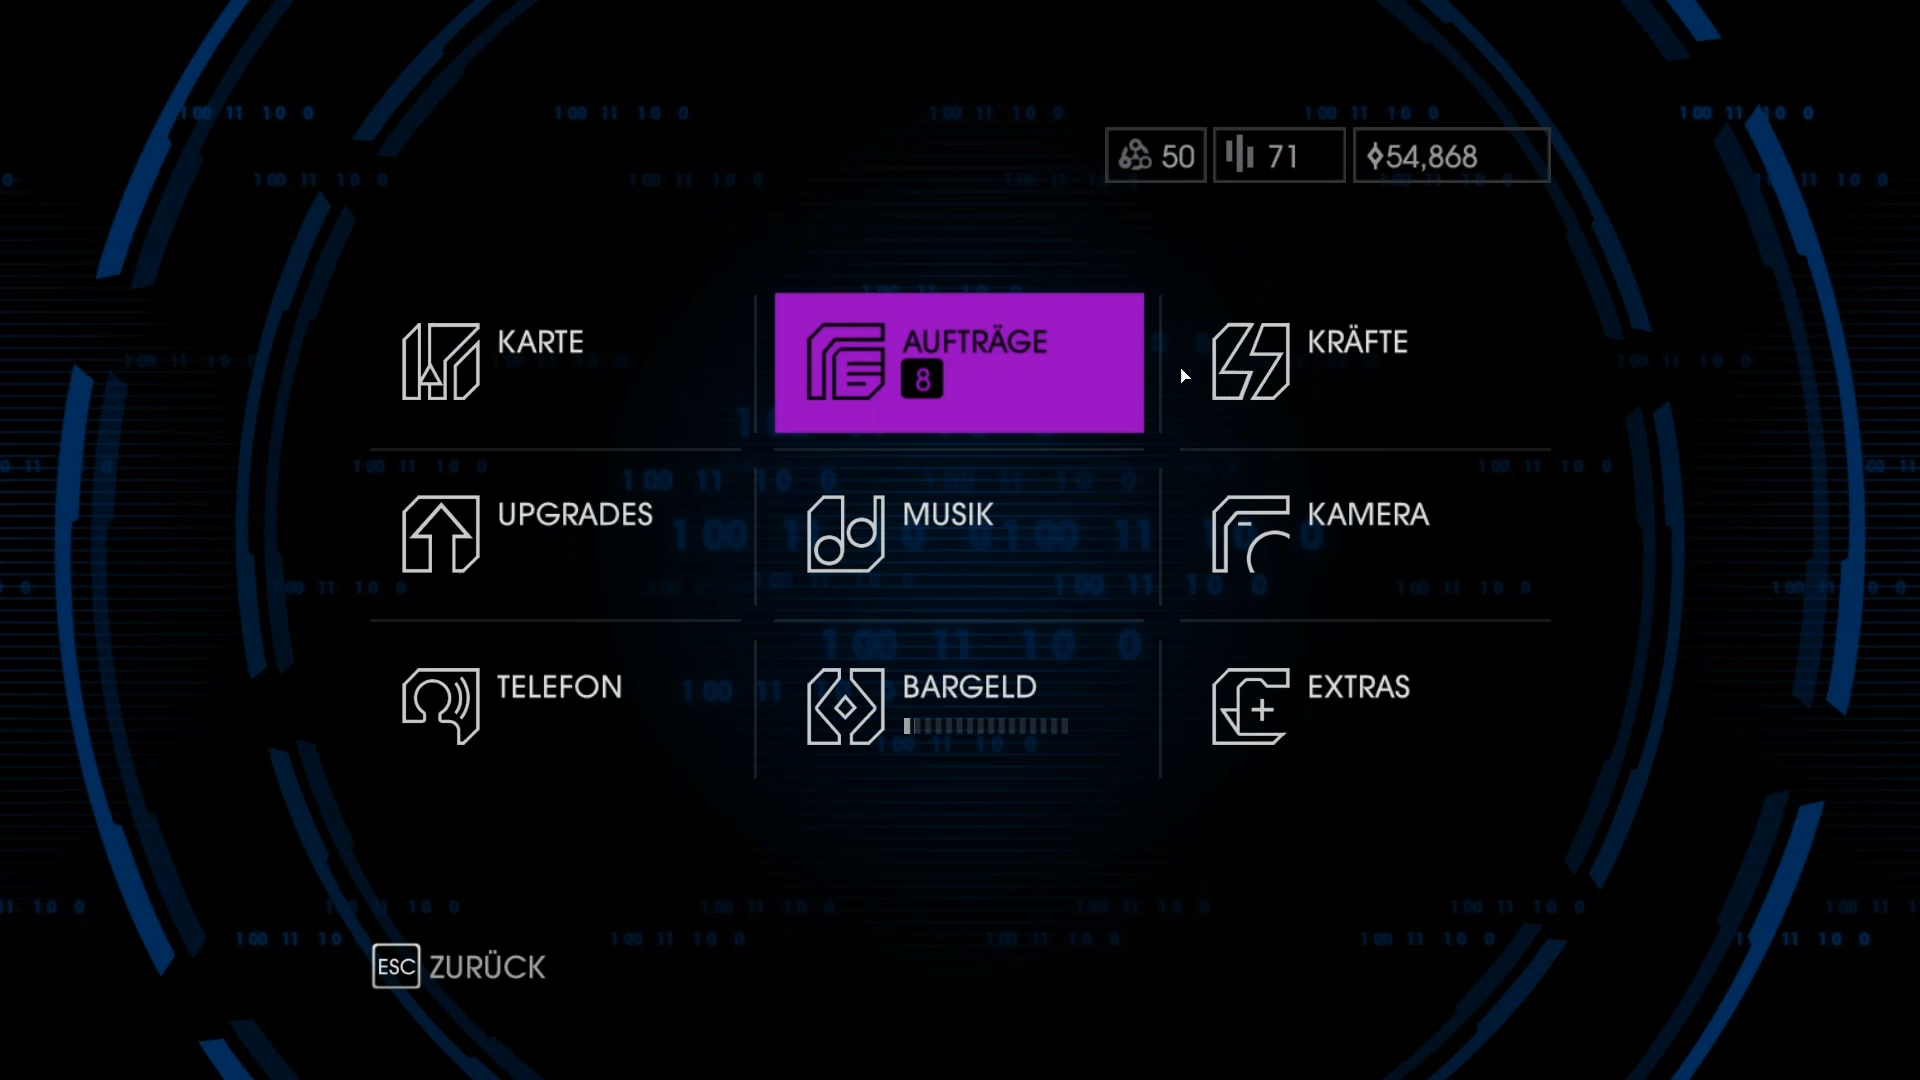 50 71 54,868
KARTE AUFTRÄGE KRÄFTE
8
UPGRADES MUSIK KAMERA
TELEFON BARGELD EXTRAS
ESC ZURÜCK